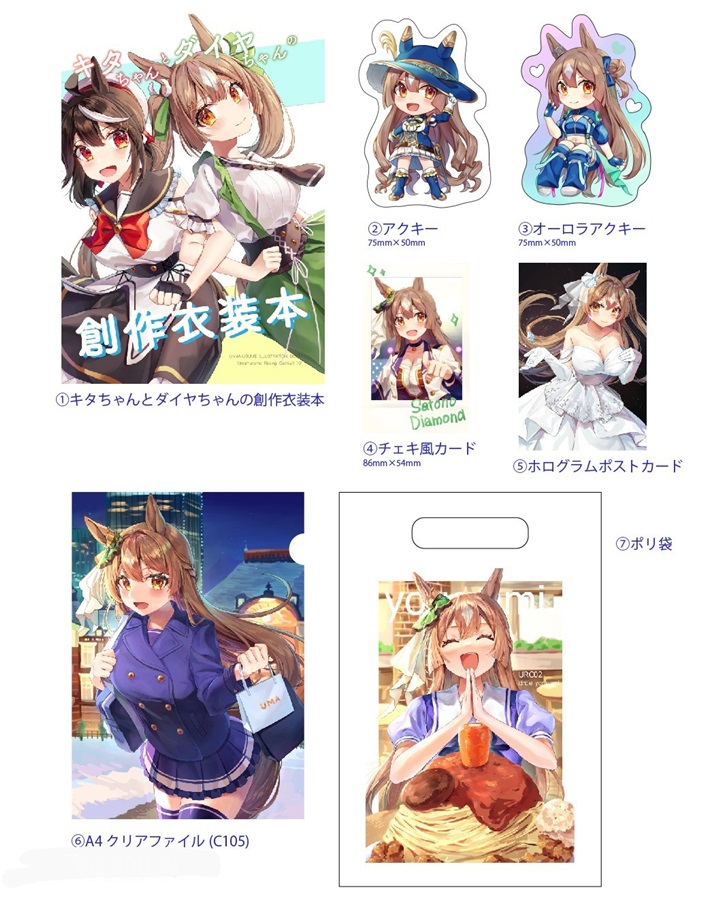 キタちゃんとダイヤちゃんの
創作衣装本
①キタちゃんとダイヤちゃんの創作衣装本
②アクキー
75mm×50mm
③オーロラアクキー
75mm×50mm
Satono
Diamond
④チェキ風カード
86mm×54mm
⑤ホログラムポストカード
UMA
⑥A4 クリアファイル (C105)
⑦ポリ袋